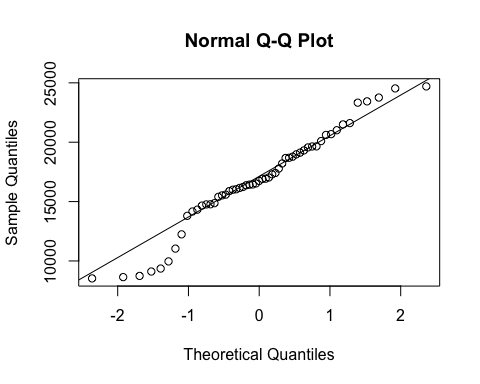 Normal Q-Q Plot
25000
20000
15000
10000
Sample Quantiles
-2 -1 0 1 2
Theoretical Quantiles